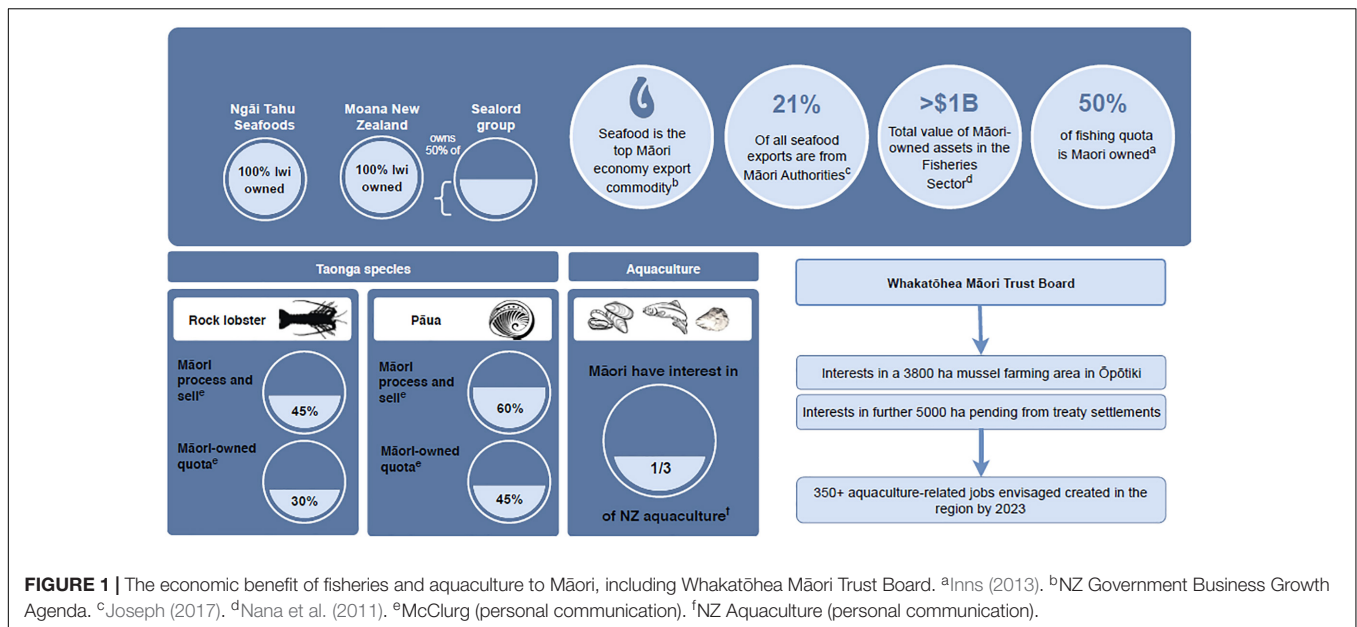 Ngāi Tahu
Seafoods
100% Iwi
owned
Moana New
Zealand
100% Iwi
owned
owns
50% of
Sealord
group
Seafood is the
top Māori
economy export
commodityᵇ
21%
Of all seafood
exports are from
Māori Authoritiesᶜ
>$1B
Total value of Māori-
owned assets in the
Fisheries
Sectorᵈ
50%
of fishing quota
is Maori ownedᵃ
Taonga species
Rock lobster
Māori
process and
sellᵉ
45%
Māori-owned
quotaᵉ
30%
Pāua
Māori
process and
sellᵉ
60%
Māori-owned
quotaᵉ
45%
Aquaculture
Māori have interest in
1/3
of NZ aquacultureᶠ
Whakatōhea Māori Trust Board
Interests in a 3800 ha mussel farming area in Ōpōtiki
Interests in further 5000 ha pending from treaty settlements
350+ aquaculture-related jobs envisaged created in the
region by 2023
FIGURE 1 | The economic benefit of fisheries and aquaculture to Māori, including Whakatōhea Māori Trust Board. ᵃInns (2013). ᵇNZ Government Business Growth
Agenda. ᶜJoseph (2017). ᵈNana et al. (2011). ᵉMcClurg (personal communication). ᶠNZ Aquaculture (personal communication).